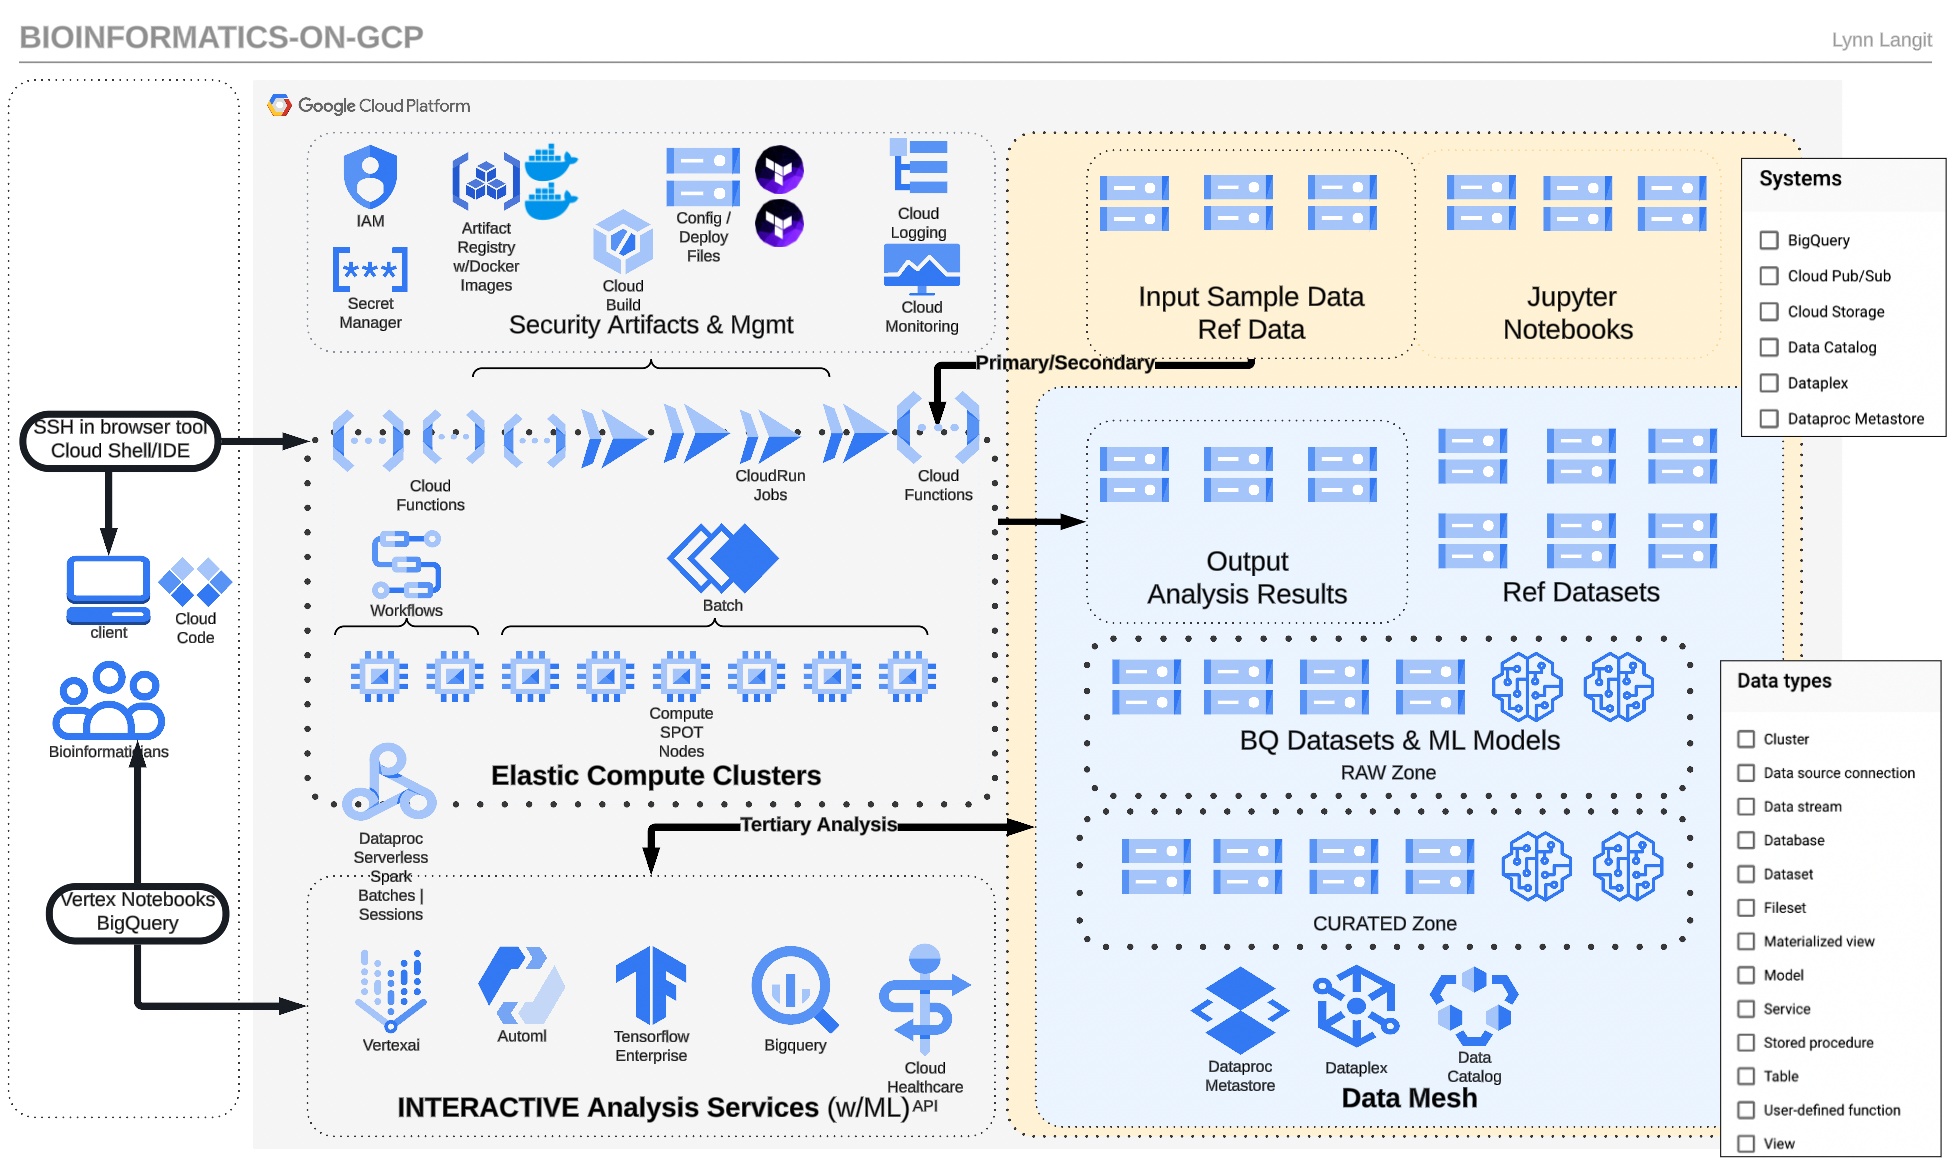 BIOINFORMATICS-ON-GCP
Lynn Langit
Google Cloud Platform
IAM
Secret
Manager
Artifact
Registry
w/Docker
Images
Cloud
Build
Config /
Deploy
Files
Cloud
Logging
Cloud
Monitoring
Security Artifacts & Mgmt
Input Sample Data
Ref Data
Jupyter
Notebooks
Systems
BigQuery
Cloud Pub/Sub
Cloud Storage
Data Catalog
Dataplex
Dataproc Metastore
Primary/Secondary
SSH in browser tool
Cloud Shell/IDE
client
Cloud
Code
Bioinformaticians
Vertex Notebooks
BigQuery
Cloud
Functions
CloudRun
Jobs
Cloud
Functions
Workflows
Batch
Compute
SPOT
Nodes
Elastic Compute Clusters
Dataproc
Serverless
Spark
Batches |
Sessions
Tertiary Analysis
Output
Analysis Results
Ref Datasets
BQ Datasets & ML Models
RAW Zone
CURATED Zone
Dataproc
Metastore
Dataplex
Data
Catalog
Data Mesh
Data types
Cluster
Data source connection
Data stream
Database
Dataset
Fileset
Materialized view
Model
Service
Stored procedure
Table
User-defined function
View
Vertexai
Automl
Tensorflow
Enterprise
Bigquery
Cloud
Healthcare
API
INTERACTIVE Analysis Services (w/ML)